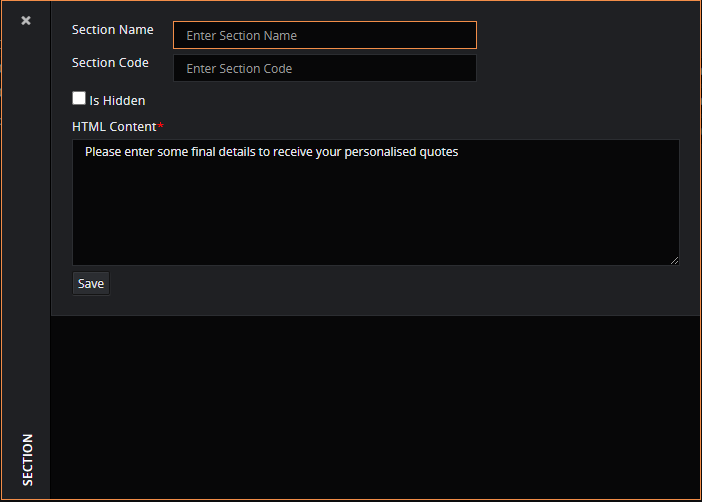 Section Name
Enter Section Name
Section Code
Enter Section Code
Is Hidden
HTML Content*
Please enter some final details to receive your personalised quotes
Save
SECTION